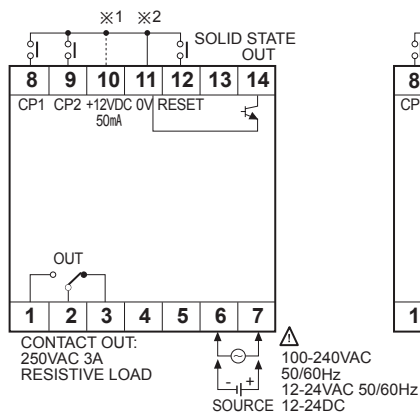 ※1 ※2
SOLID STATE
OUT
8 9 10 11 12 13 14
CP1 CP2 +12VDC 0V RESET
50mA
OUT
1 2 3 4 5 6 7
CONTACT OUT:
250VAC 3A
RESISTIVE LOAD
100-240VAC
50/60Hz
12-24VAC 50/60Hz
- +
SOURCE 12-24DC
8
CP
1